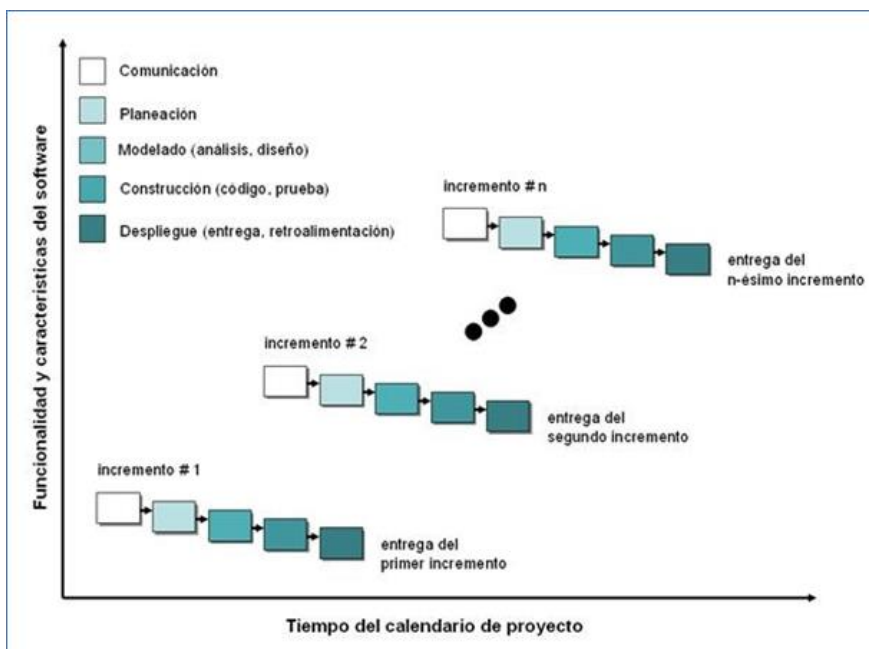 Funcionalidad y características del software
Comunicación
Planeación
Modelado (análisis, diseño)
Construcción (código, prueba)
Despliegue (entrega, retroalimentación)
incremento # n
entrega del
n-ésimo incremento
incremento # 2
entrega del
segundo incremento
incremento # 1
entrega del
primer incremento
Tiempo del calendario de proyecto